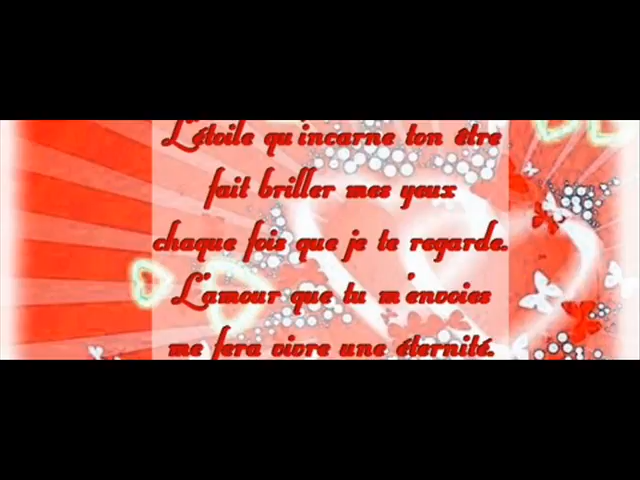 L'étoile qu'incarne ton être
fait briller mes yeux
chaque fois que je te regarde.
L'amour que tu m'envoies
me fera vivre une éternité.